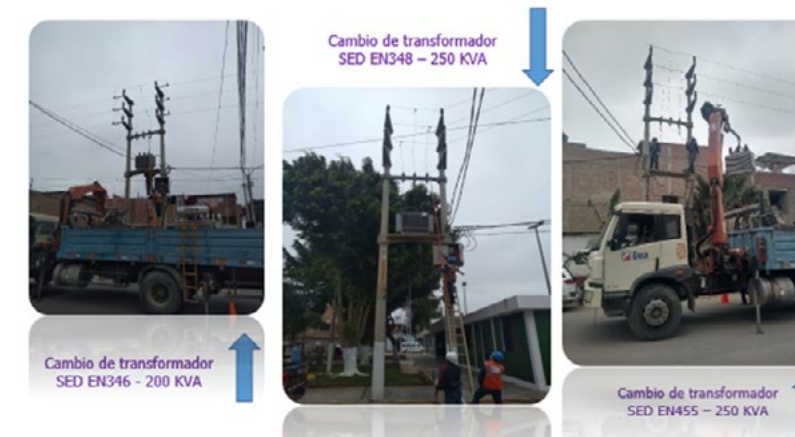 Cambio de transformador
SED EN346 - 200 KVA
Cambio de transformador
SED EN348 – 250 KVA
Cambio de transformador
SED EN455 – 250 KVA